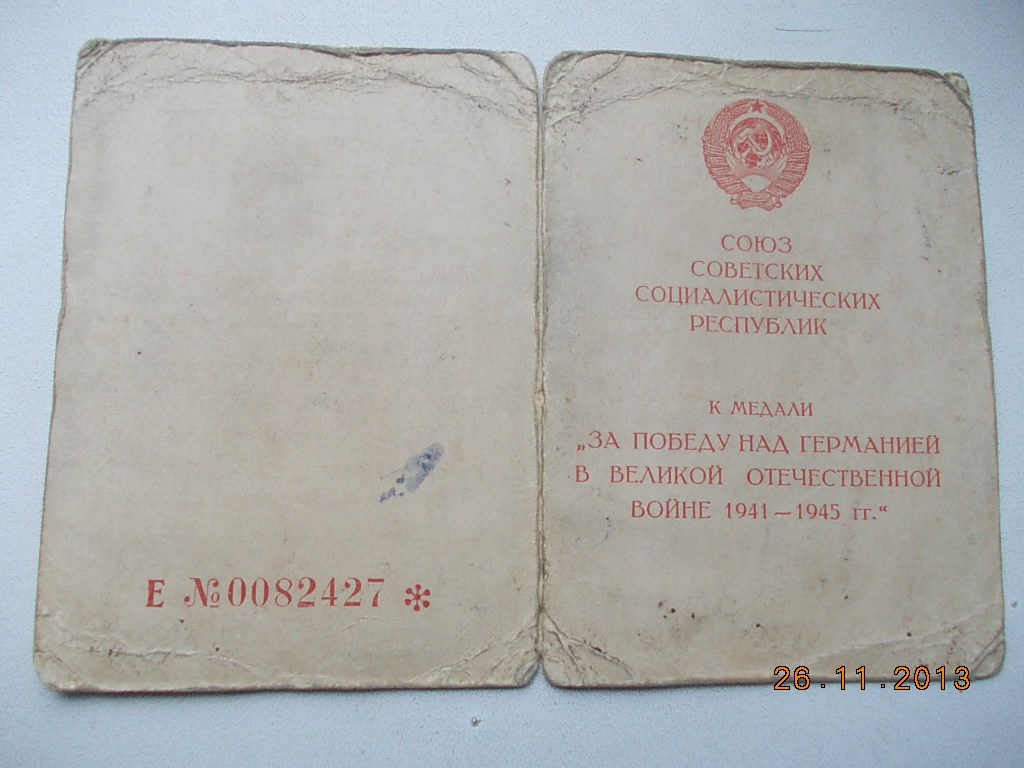 Е №0082427 *
СОЮЗ
СОВЕТСКИХ
СОЦИАЛИСТИЧЕСКИХ
РЕСПУБЛИК
К МЕДАЛИ
„ЗА ПОБЕДУ НАД ГЕРМАНИЕЙ
В ВЕЛИКОЙ ОТЕЧЕСТВЕННОЙ
ВОЙНЕ 1941—1945 гг.“
26.11.2013